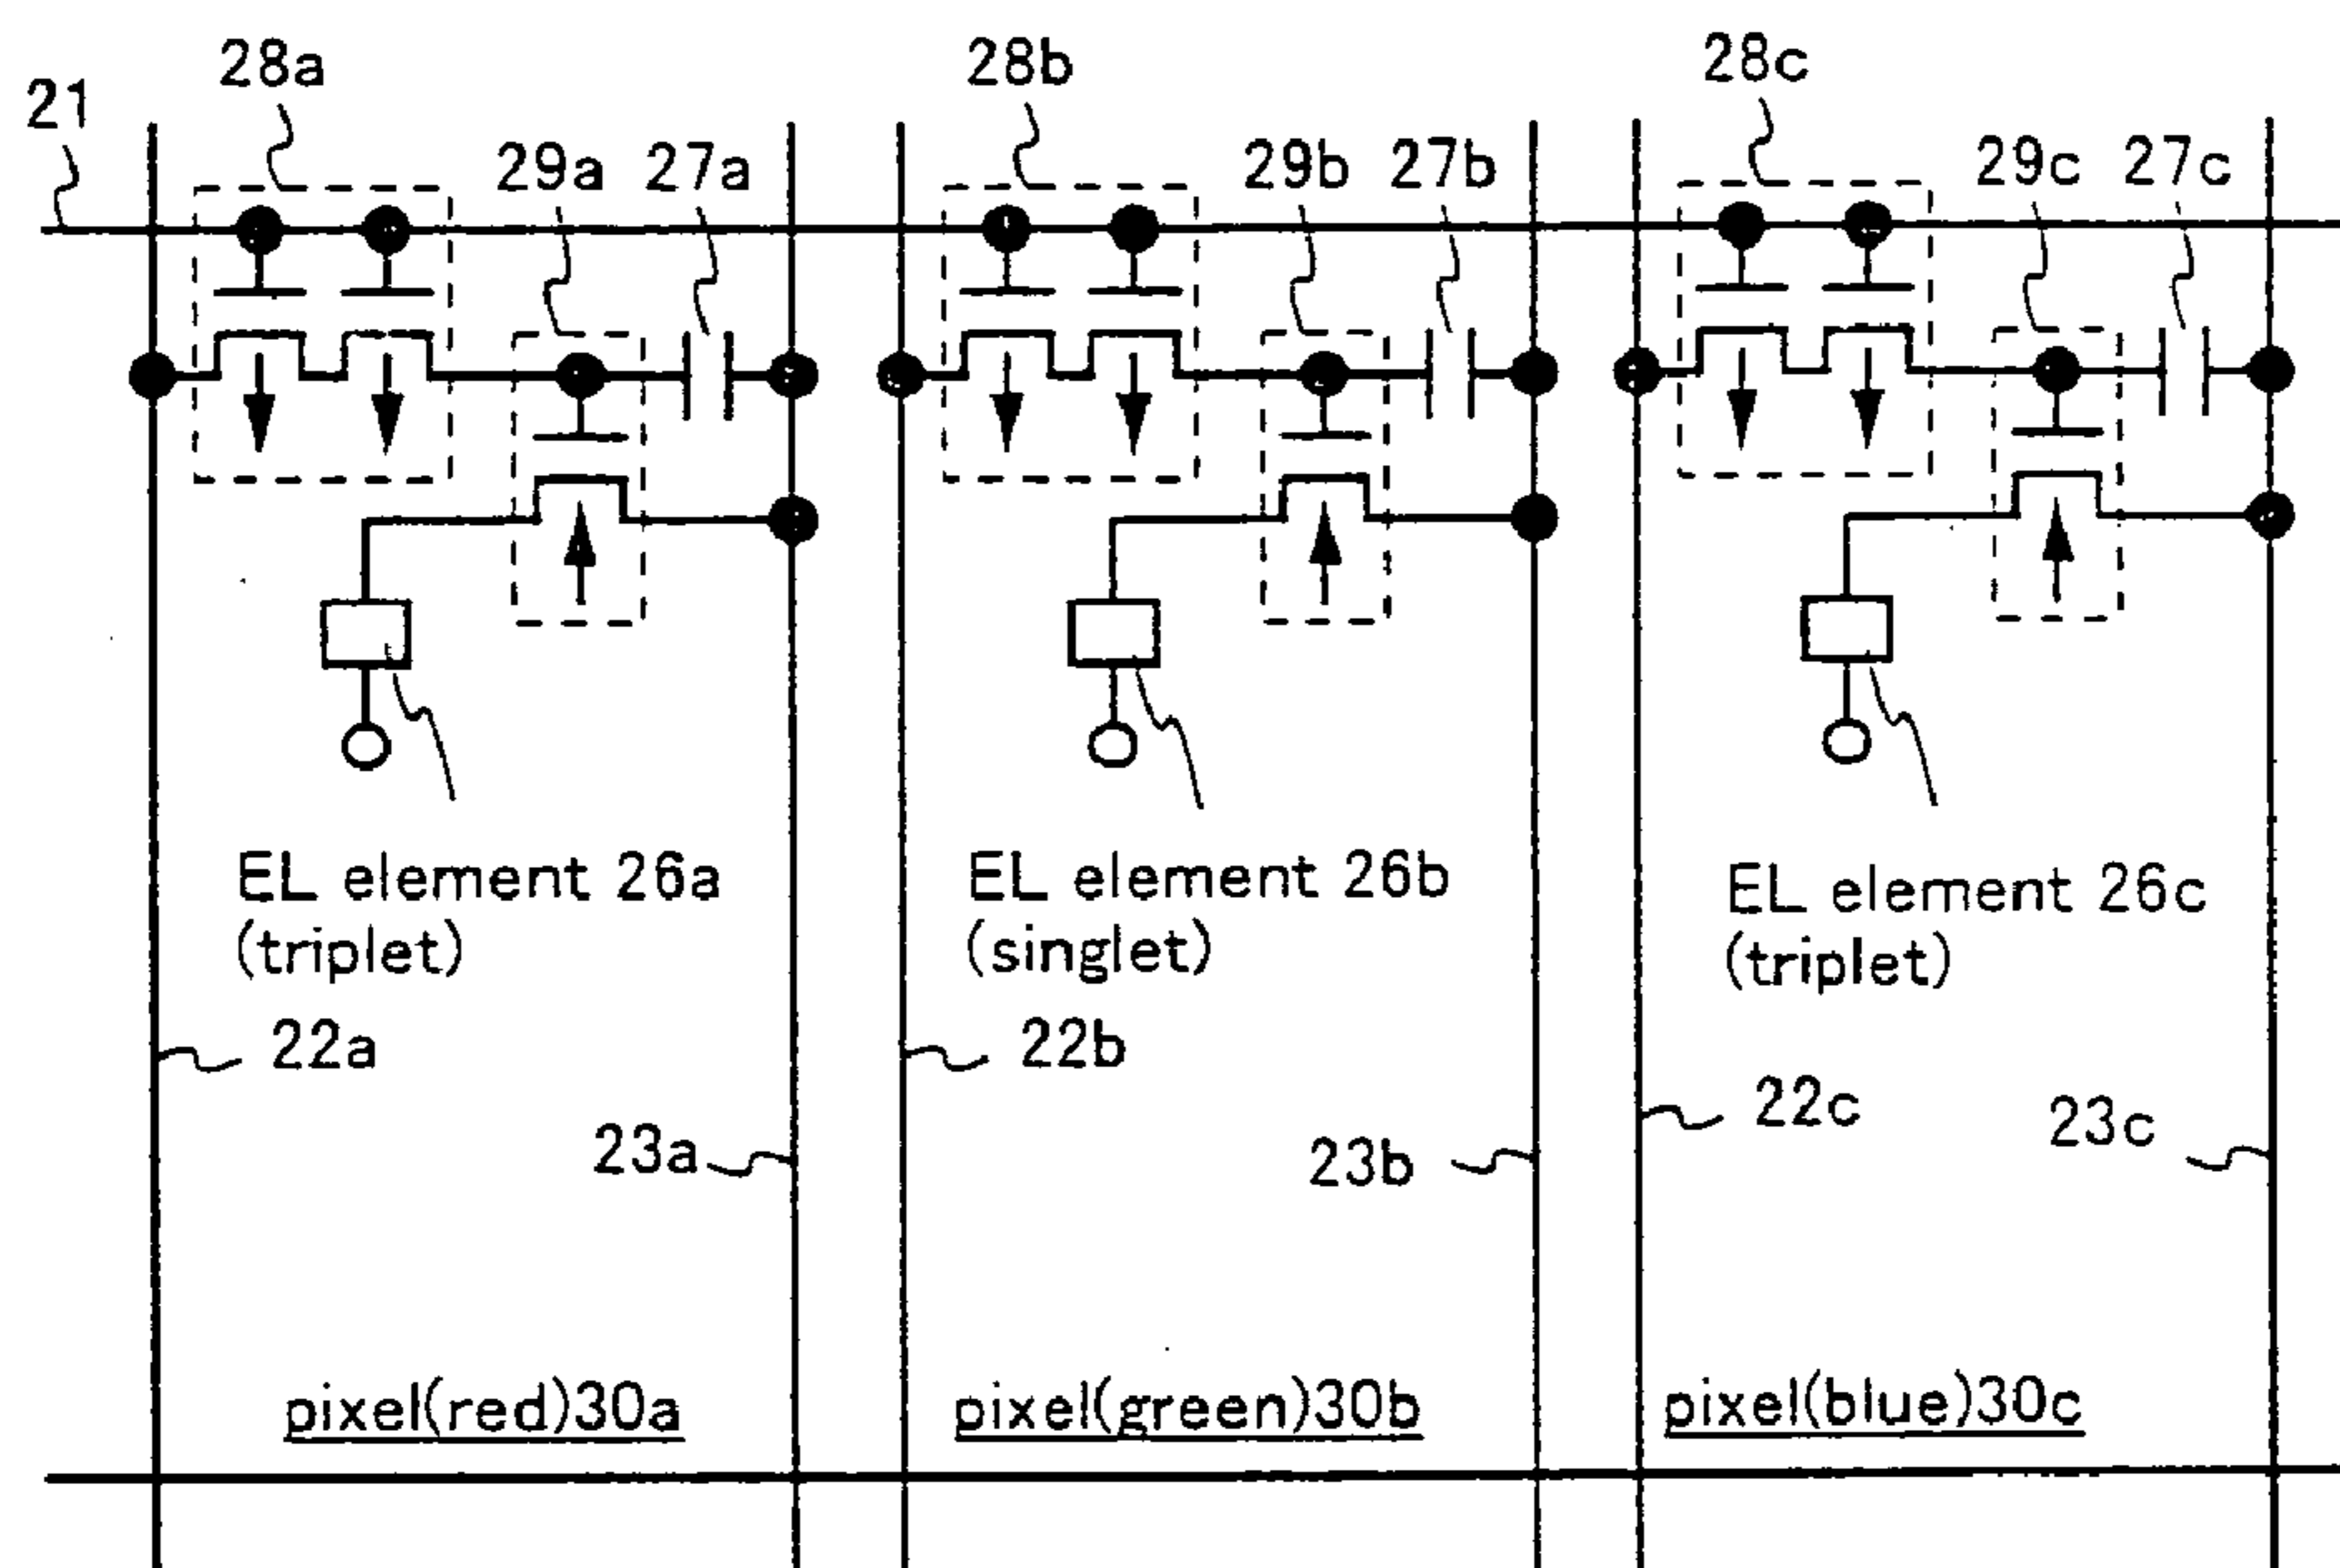 28a
28b
28c
21
29a
27a
29b
27b
29c
27c
EL element 26a
(triplet)
EL element 26b
(singlet)
EL element 26c
(triplet)
22a
22b
22c
23a
23b
23c
pixel(red)30a
pixel(green)30b
pixel(blue)30c